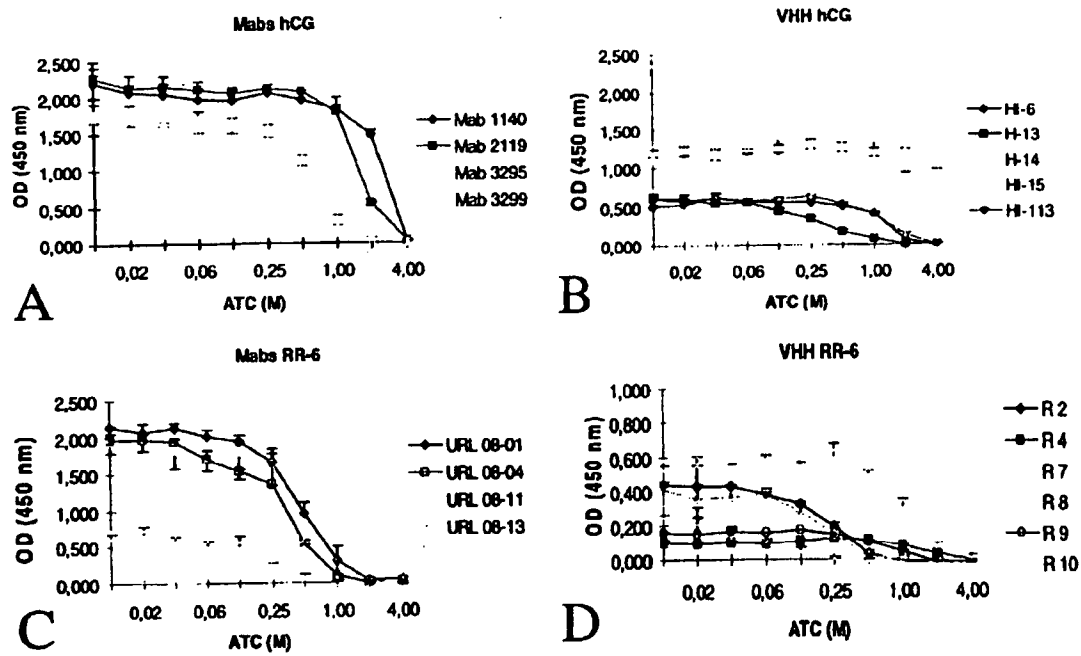 Mabs hCG
2,500
2,000
1,500
1,000
0,500
0,000
OD (450 nm)
0,02
0,06
0,25
1,00
4,00
ATC (M)
Mab 1140
Mab 2119
Mab 3295
Mab 3299
A
VHH hCG
2,500
2,000
1,500
1,000
0,500
0,000
OD (450 nm)
0,02
0,06
0,25
1,00
4,00
ATC (M)
HI-6
H-13
H-14
HI-15
HI-113
B
Mabs RR-6
2,500
2,000
1,500
1,000
0,500
0,000
OD (450 nm)
0,02
0,06
0,25
1,00
4,00
ATC (M)
URL 08-01
URL 08-04
URL 08-11
URL 08-13
C
VHH RR-6
1,000
0,800
0,600
0,400
0,200
0,000
OD (450 nm)
0,02
0,06
0,25
1,00
4,00
ATC (M)
R 2
R 4
R 7
R 8
R 9
R 10
D